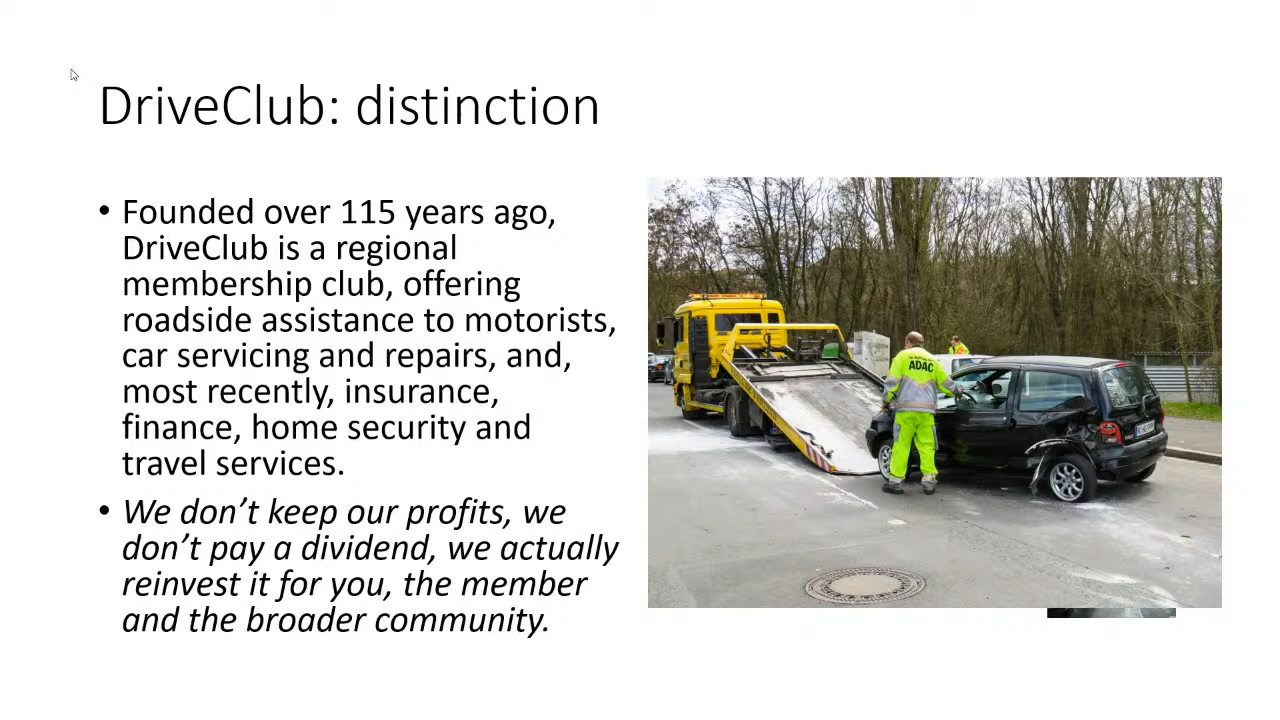 DriveClub: distinction
• Founded over 115 years ago,
DriveClub is a regional
membership club, offering
roadside assistance to motorists,
car servicing and repairs, and,
most recently, insurance,
finance, home security and
travel services.
• We don’t keep our profits, we
don’t pay a dividend, we actually
reinvest it for you, the member
and the broader community.
ADAC